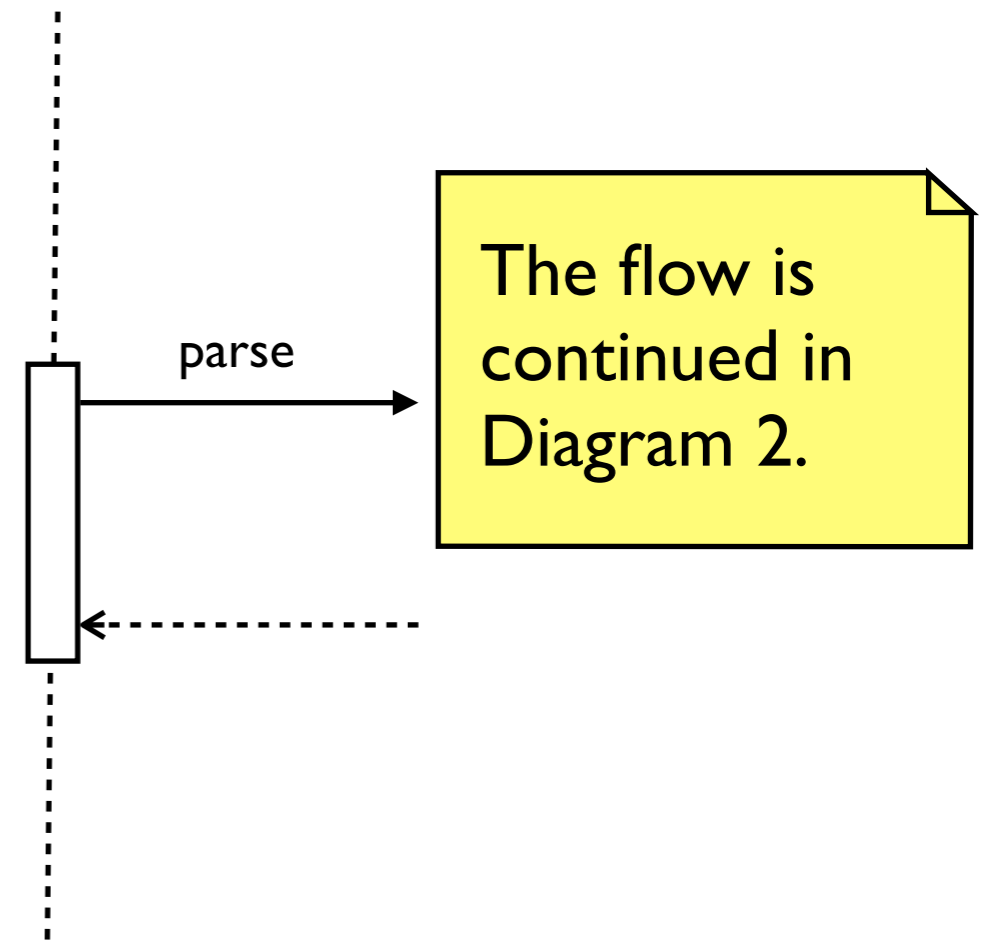 parse
The flow is
continued in
Diagram 2.